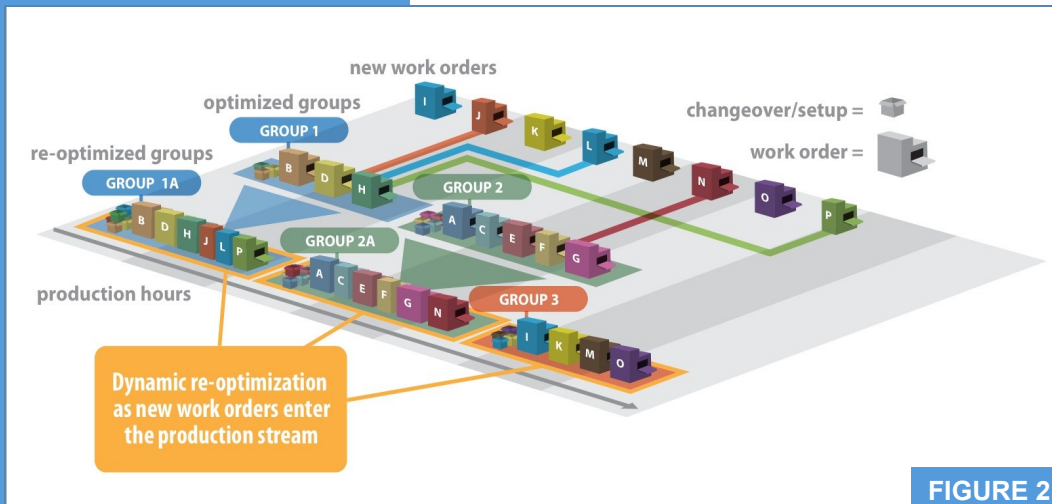 new work orders
optimized groups
GROUP 1
re-optimized groups
GROUP 1A
changeover/setup =
work order =
I
J
K
L
M
N
O
P
B
D
H
GROUP 2
A
C
E
F
G
B
D
H
J
L
P
GROUP 2A
A
C
E
F
G
N
GROUP 3
I
K
M
O
production hours
Dynamic re-optimization
as new work orders enter
the production stream
FIGURE 2